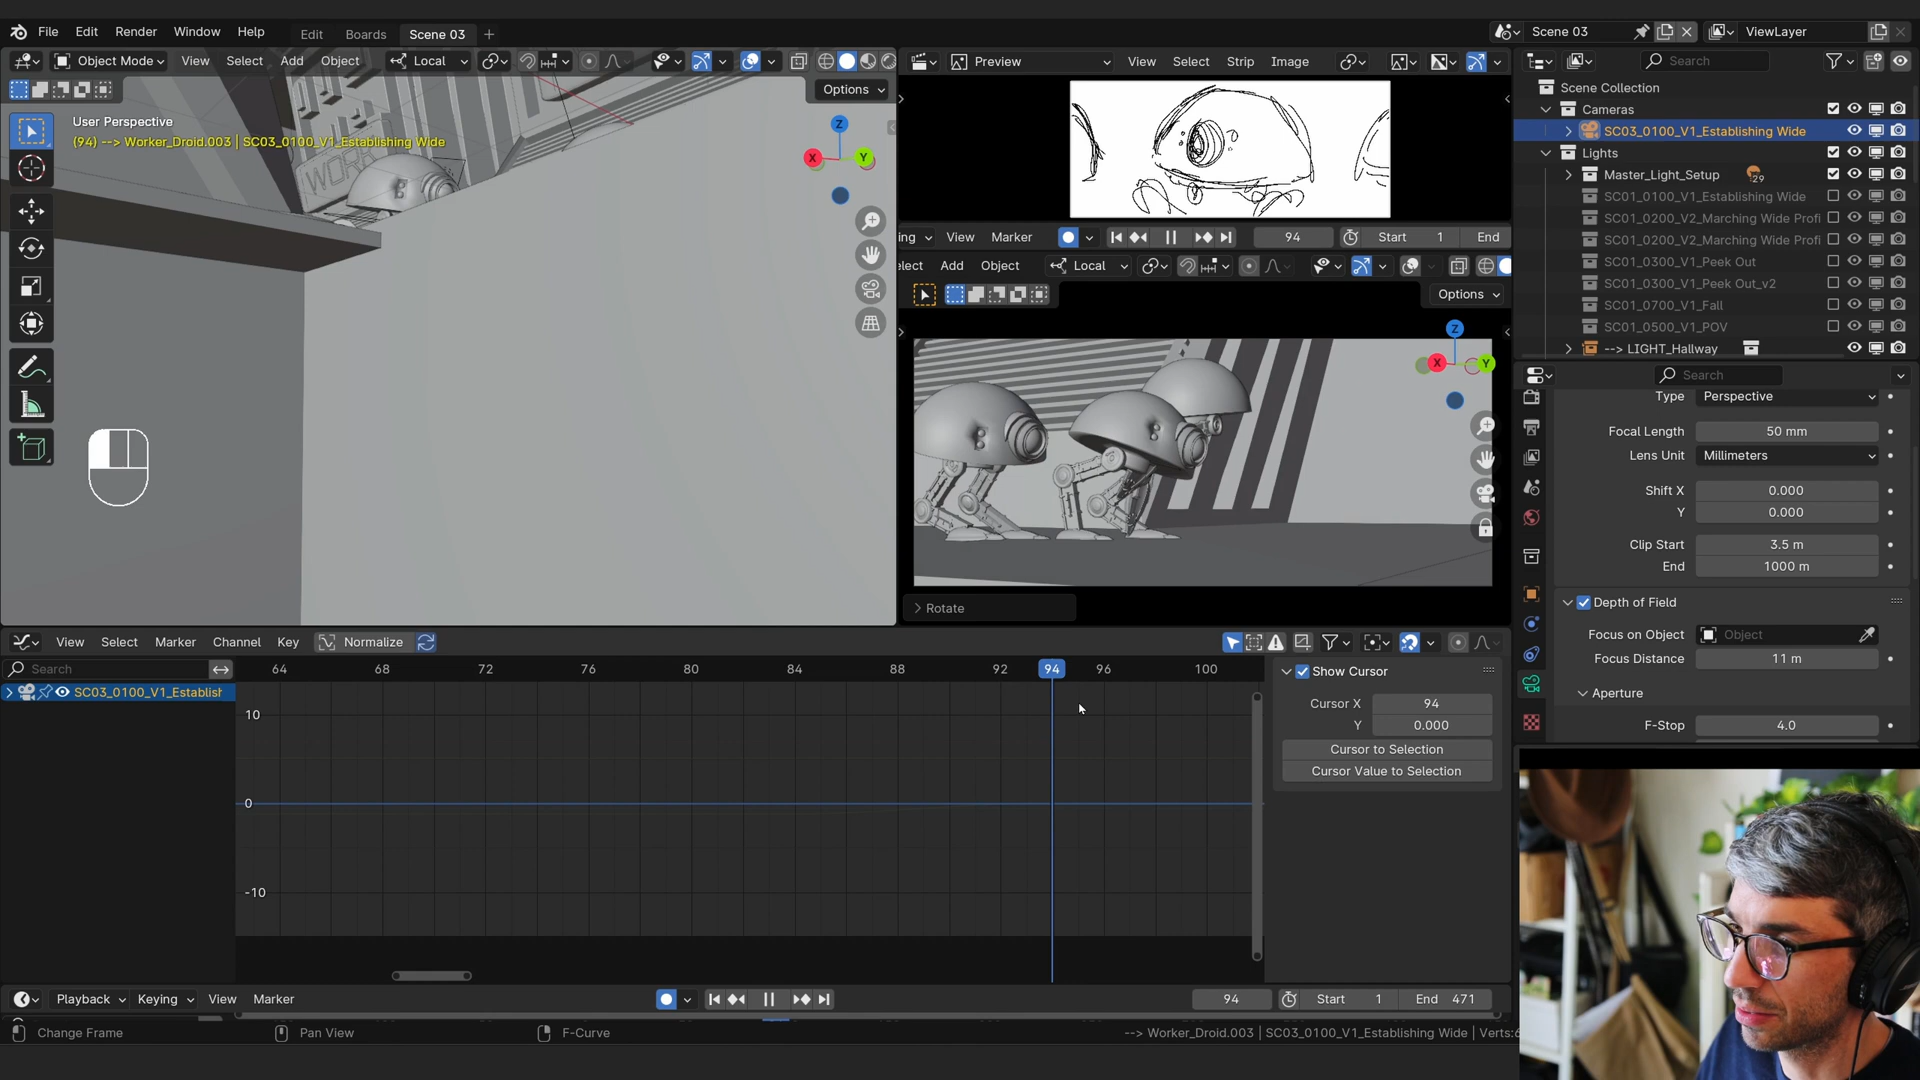 File Edit Render Window Help Edit Boards Scene 03
Scene 03 ViewLayer
Object Mode View Select Add Object Local
Options
User Perspective
(94) --> Worker_Droid.003 | SC03_0100_V1_Establishing Wide
Z
X Y
WORK
Preview View Select Strip Image
ing View Marker 94 Start 1 End
elect Add Object Local
Options
Z
X Y
Rotate
Search
Scene Collection
Cameras
SC03_0100_V1_Establishing Wide
Lights
Master_Light_Setup 29
SC01_0100_V1_Establishing Wide
SC01_0200_V2_Marching Wide Profi
SC01_0200_V2_Marching Wide Profi
SC01_0300_V1_Peek Out
SC01_0300_V1_Peek Out_v2
SC01_0700_V1_Fall
SC01_0500_V1_POV
--> LIGHT_Hallway
Search
Type Perspective
Focal Length 50 mm
Lens Unit Millimeters
Shift X 0.000
Y 0.000
Clip Start 3.5 m
End 1000 m
Depth of Field
Focus on Object Object
Focus Distance 11 m
Aperture
F-Stop 4.0
View Select Marker Channel Key Normalize
Search
64 68 72 76 80 84 88 92 94 96 100
SC03_0100_V1_Establish
10
0
-10
Show Cursor
Cursor X 94
Y 0.000
Cursor to Selection
Cursor Value to Selection
Playback Keying View Marker 94 Start 1 End 471
Change Frame Pan View F-Curve --> Worker_Droid.003 | SC03_0100_V1_Establishing Wide | Verts: